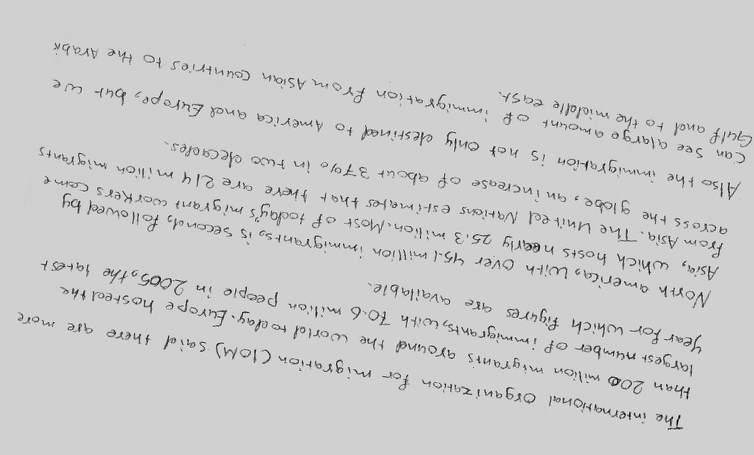 The international Organization for migration (IOM) said there are more
than 200 milion migrants around the world today. Europe hosted the
largest number of immigrants, with 70.6 million people in 2005, the latest
year for which figures are available.
North america, with over 45.1 million immigrants, is second, followed by
Asia, which hosts nearly 25.3 million. Most of today's migrant workers come
from Asia. The United Nations estimates that there are 214 million migrants
across the globe, an increase of about 37% in two decades.
Also the immigration is not only destined to America and Europe, but we
can see a large amount of immigration from Asian countries to the Arabic
Gulf and to the middle east.